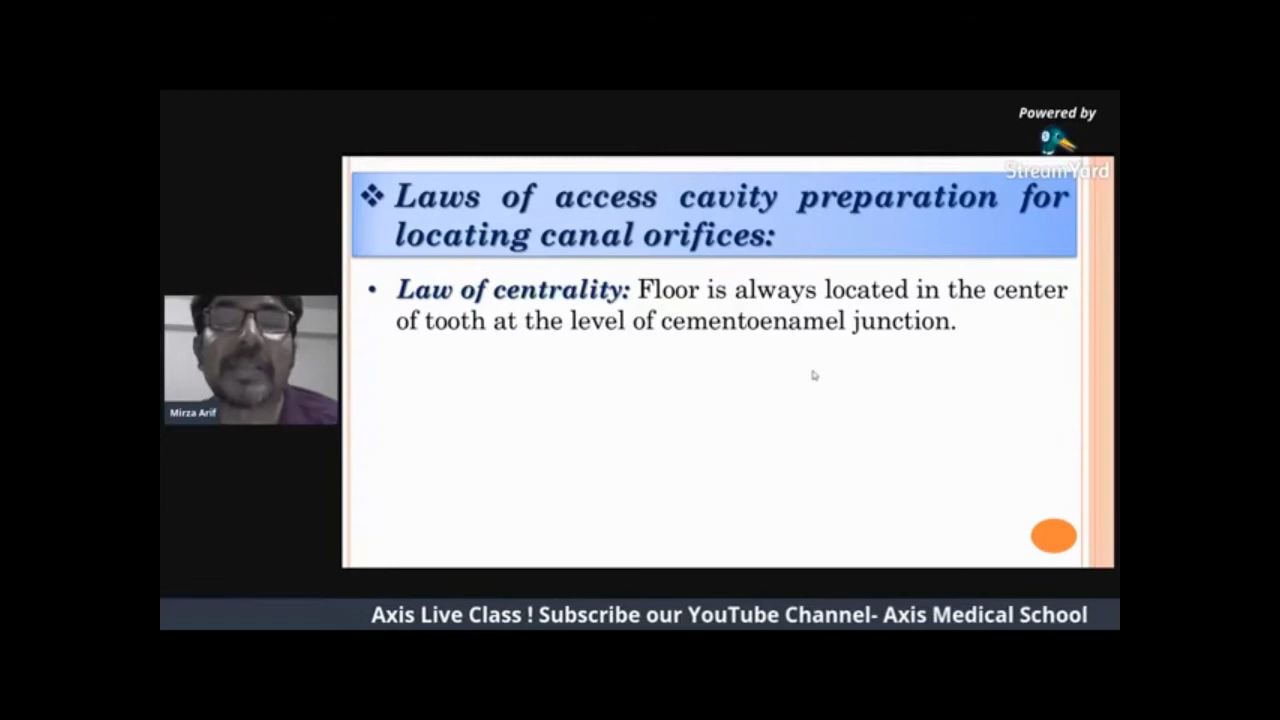 Powered by
StreamYard
❖ Laws of access cavity preparation for
locating canal orifices:
• Law of centrality: Floor is always located in the center
of tooth at the level of cementoenamel junction.
Mirza Arif
Axis Live Class ! Subscribe our YouTube Channel- Axis Medical School